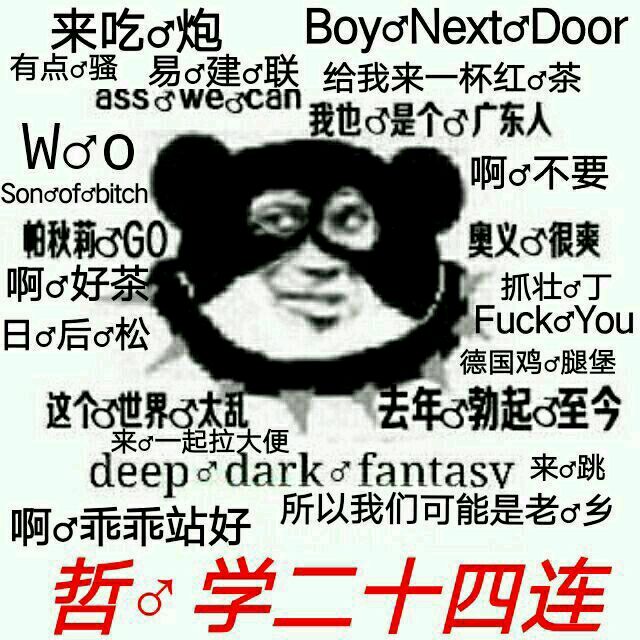 来吃♂炮
Boy♂Next♂Door
有点♂骚
易♂建♂联
给我来一杯红♂茶
ass♂we♂can
我也♂是个♂广东人
W♂o
啊♂不要
Son♂of♂bitch
帕秋莉♂GO
奥义♂很爽
啊♂好茶
抓壮♂丁
日♂后♂松
Fuck♂You
德国鸡♂腿堡
这个♂世界♂太乱
去年♂勃起♂至今
来♂一起拉大便
deep♂dark♂fantasy
来♂跳
啊♂乖乖站好
所以我们可能是老♂乡
哲♂学二十四连